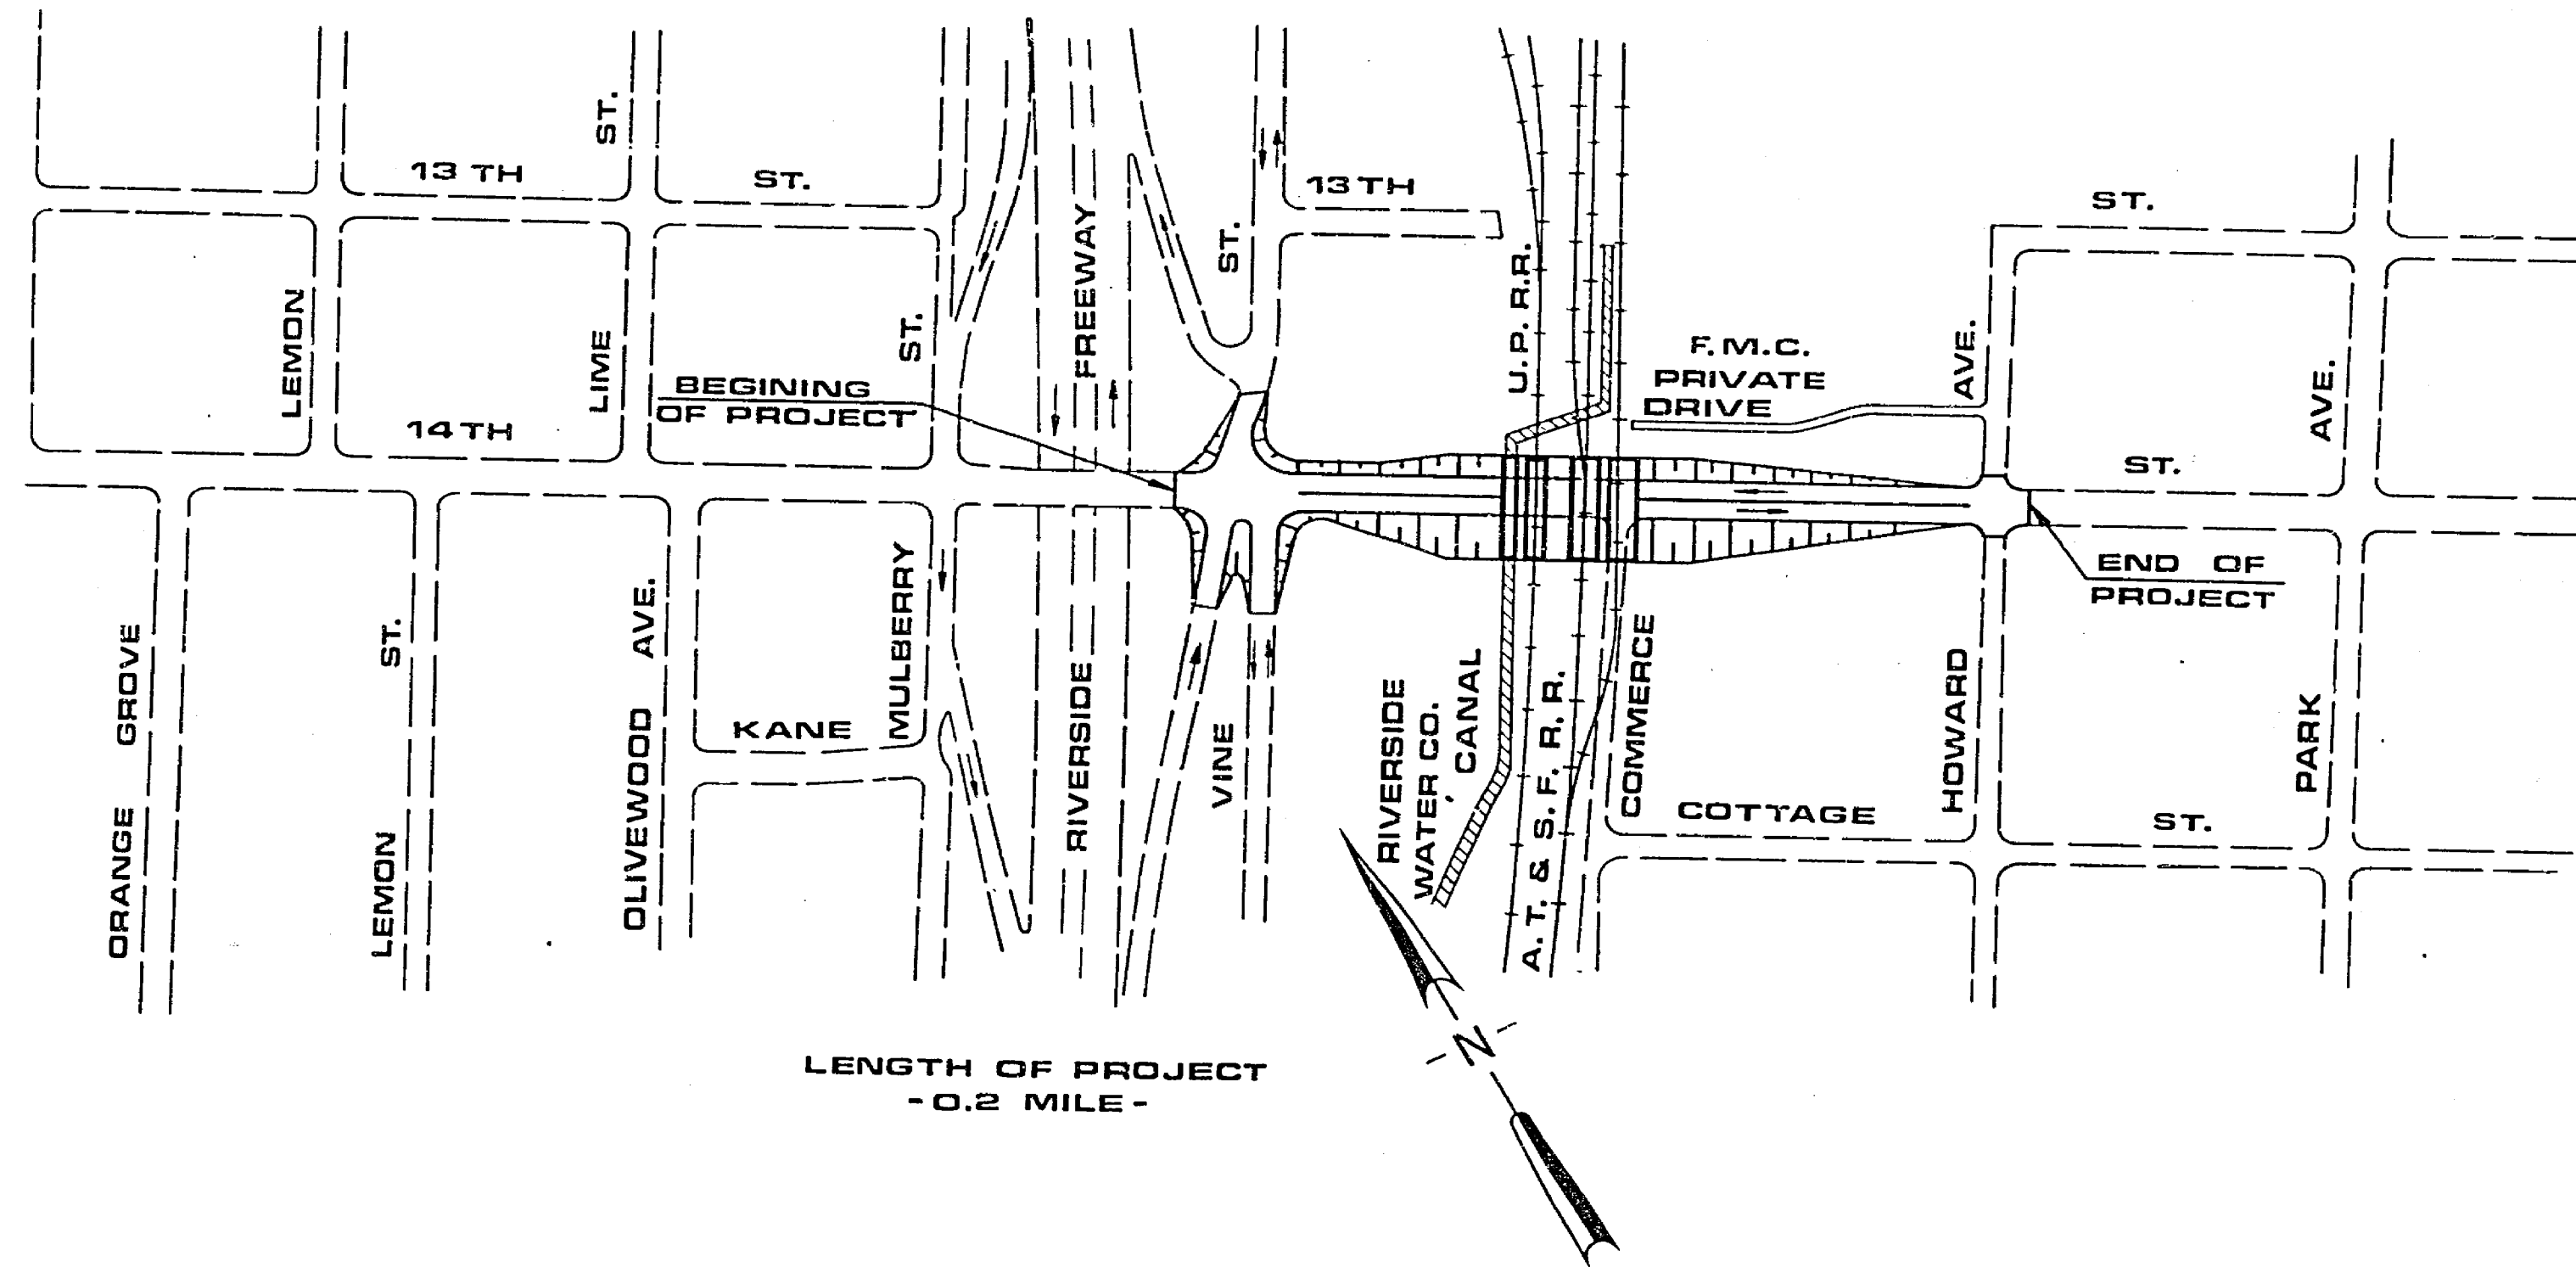 13 TH ST.
13 TH ST.
LEMON
LIME ST.
ST.
FREEWAY
ST.
U.P. R.R.
F.M.C.
PRIVATE
DRIVE
AVE.
AVE.
BEGINING
OF PROJECT
14 TH
ST.
END OF
PROJECT
ORANGE GROVE
LEMON ST.
OLIVEWOOD AVE.
KANE
MULBERRY
RIVERSIDE
VINE
RIVERSIDE
WATER CO.
CANAL
A. T. & S. F. R. R.
COMMERCE
COTTAGE ST.
HOWARD
PARK
N
LENGTH OF PROJECT
-0.2 MILE-